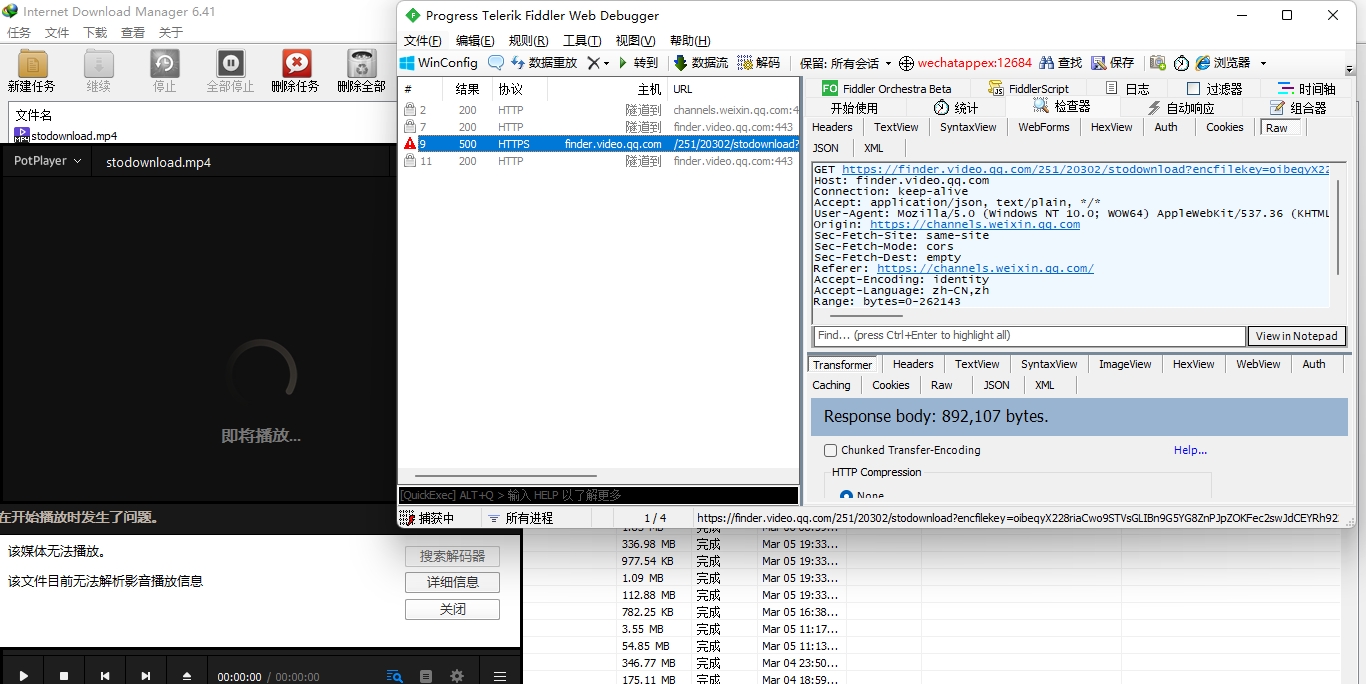 Internet Download Manager 6.41
任务 文件 下载 查看 关于
新建任务 继续 停止 全部停止 删除任务 删除全部
文件名
stodownload.mp4
PotPlayer stodownload.mp4
即将播放...
在开始播放时发生了问题。
该媒体无法播放。
该文件目前无法解析影音播放信息
搜索解码器
详细信息
关闭
00:00:00 / 00:00:00
Progress Telerik Fiddler Web Debugger
文件(F) 编辑(E) 规则(R) 工具(T) 视图(V) 帮助(H)
WinConfig 数据重放 转到 数据流 解码 保留: 所有会话 wechatappex:12684 查找 保存 浏览器
# 结果 协议 主机 URL
2 200 HTTP 隧道到 channels.weixin.qq.com:4
7 200 HTTP 隧道到 finder.video.qq.com:443
9 500 HTTPS finder.video.qq.com /251/20302/stodownload?
11 200 HTTP 隧道到 finder.video.qq.com:443
[QuickExec] ALT+Q > 输入 HELP 以了解更多
捕获中 所有进程 1 / 4 https://finder.video.qq.com/251/20302/stodownload?encfilekey=oibeqyX228riaCwo9STVsGLIBn9G5YG8ZnPJpZOKFec2swJdCEYRh92
Fiddler Orchestra Beta FiddlerScript 日志 过滤器 时间轴
开始使用 统计 检查器 自动响应 组合器
Headers TextView SyntaxView WebForms HexView Auth Cookies Raw
JSON XML
GET https://finder.video.qq.com/251/20302/stodownload?encfilekey=oibeqyX22
Host: finder.video.qq.com
Connection: keep-alive
Accept: application/json, text/plain, */*
User-Agent: Mozilla/5.0 (Windows NT 10.0; WOW64) AppleWebKit/537.36 (KHTML
Origin: https://channels.weixin.qq.com
Sec-Fetch-Site: same-site
Sec-Fetch-Mode: cors
Sec-Fetch-Dest: empty
Referer: https://channels.weixin.qq.com/
Accept-Encoding: identity
Accept-Language: zh-CN,zh
Range: bytes=0-262143
Find... (press Ctrl+Enter to highlight all) View in Notepad
Transformer Headers TextView SyntaxView ImageView HexView WebView Auth
Caching Cookies Raw JSON XML
Response body: 892,107 bytes.
Chunked Transfer-Encoding Help...
HTTP Compression
None
336.98 MB 完成 Mar 05 19:33...
977.54 KB 完成 Mar 05 19:33...
1.09 MB 完成 Mar 05 19:33...
112.88 MB 完成 Mar 05 19:33...
782.25 KB 完成 Mar 05 16:38...
3.55 MB 完成 Mar 05 11:17...
54.85 MB 完成 Mar 05 11:13...
346.77 MB 完成 Mar 04 23:50...
175.11 MB 完成 Mar 04 18:59...